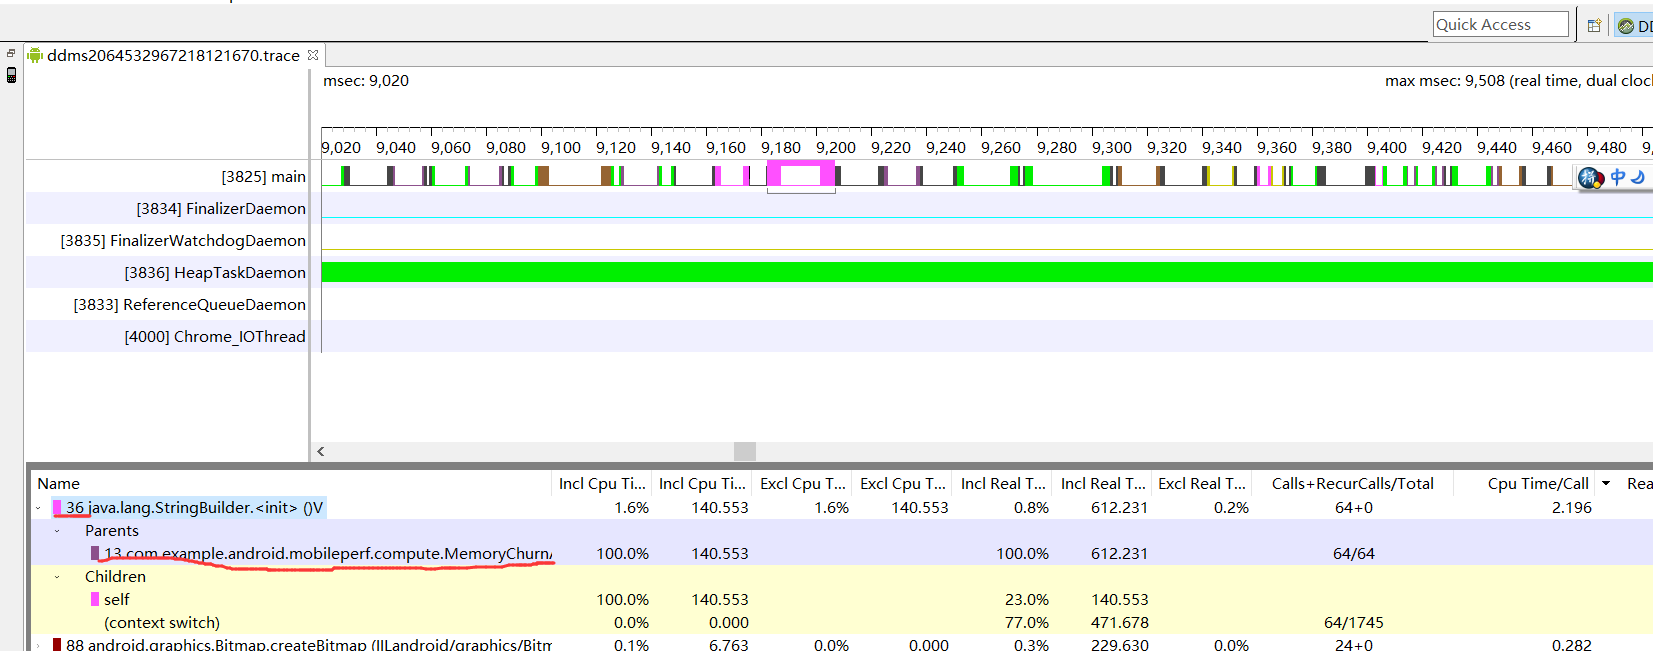 Quick Access
DD
ddms2064532967218121670.trace
msec: 9,020
max msec: 9,508 (real time, dual clock
9,020 9,040 9,060 9,080 9,100 9,120 9,140 9,160 9,180 9,200 9,220 9,240 9,260 9,280 9,300 9,320 9,340 9,360 9,380 9,400 9,420 9,440 9,460 9,480 9,
[3825] main
拼 中
[3834] FinalizerDaemon
[3835] FinalizerWatchdogDaemon
[3836] HeapTaskDaemon
[3833] ReferenceQueueDaemon
[4000] Chrome_IOThread
Name Incl Cpu Ti... Incl Cpu T... Excl Cpu T... Excl Cpu T... Incl Real T... Incl Real T... Excl Real T... Calls+RecurCalls/Total Cpu Time/Call Rea
36 java.lang.StringBuilder.<init> ()V 1.6% 140.553 1.6% 140.553 0.8% 612.231 0.2% 64+0 2.196
Parents
13 com.example.android.mobileperf.compute.MemoryChurnA 100.0% 140.553 100.0% 612.231 64/64
Children
self 100.0% 140.553 23.0% 140.553
(context switch) 0.0% 0.000 77.0% 471.678 64/1745
88 android.graphics.Bitmap.createBitmap (IILandroid/graphics/Bitm 0.1% 6.763 0.0% 0.000 0.3% 229.630 0.0% 24+0 0.282